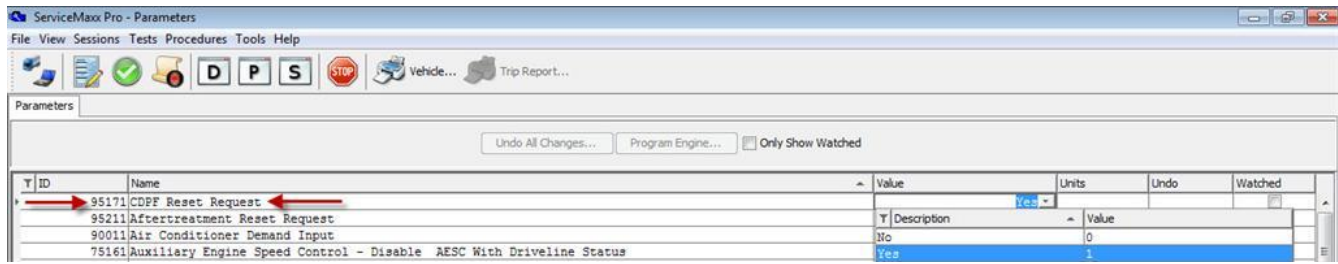 ServiceMaxx Pro - Parameters
File View Sessions Tests Procedures Tools Help
D P S STOP Vehicle... Trip Report...
Parameters
Undo All Changes... Program Engine... Only Show Watched
ID Name Value Units Undo Watched
95171 CDPF Reset Request Yes
95211 Aftertreatment Reset Request Description Value
90011 Air Conditioner Demand Input No 0
75161 Auxiliary Engine Speed Control - Disable AESC With Driveline Status Yes 1